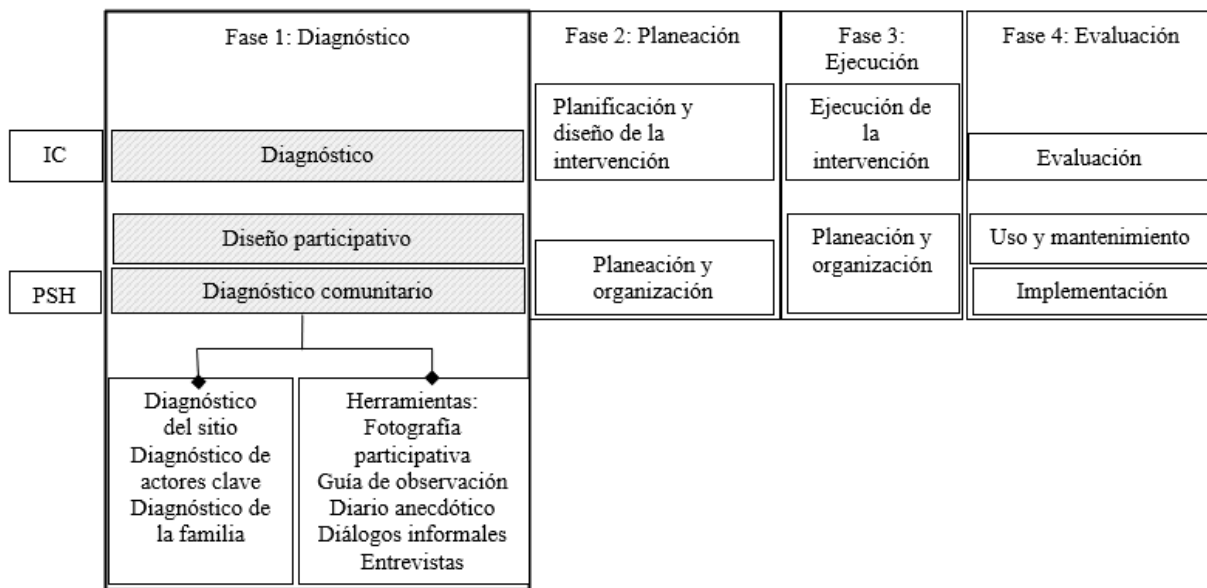 Fase 1: Diagnóstico
Fase 2: Planeación
Fase 3:
Ejecución
Fase 4: Evaluación
IC
Diagnóstico
Planificación y
diseño de la
intervención
Ejecución de
la
intervención
Evaluación
PSH
Diseño participativo
Diagnóstico comunitario
Planeación y
organización
Planeación y
organización
Uso y mantenimiento
Implementación
Diagnóstico
del sitio
Diagnóstico de
actores clave
Diagnóstico de
la familia
Herramientas:
Fotografía
participativa
Guía de observación
Diario anecdótico
Diálogos informales
Entrevistas